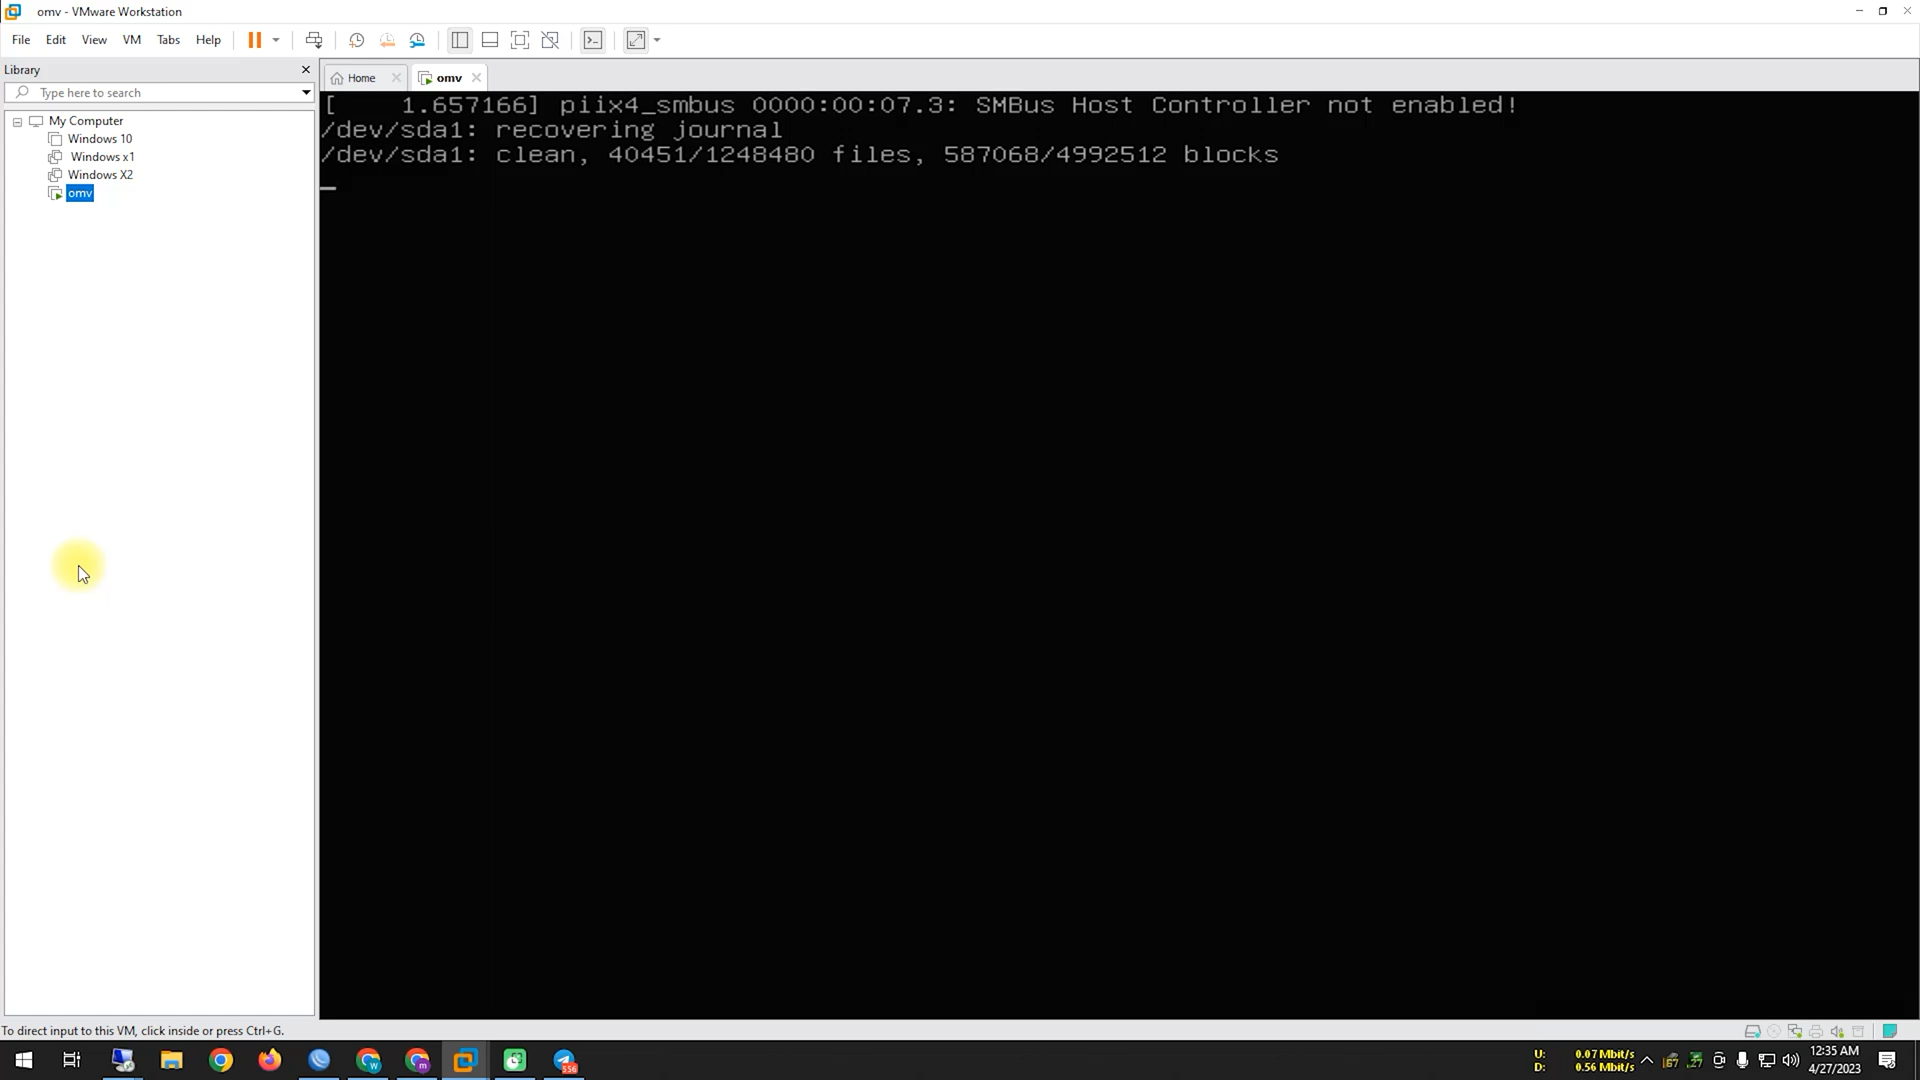 omv - VMware Workstation
File Edit View VM Tabs Help
Library
Type here to search
My Computer
Windows 10
Windows x1
Windows X2
omv
Home
omv
[    1.657166] piix4_smbus 0000:00:07.3: SMBus Host Controller not enabled!
/dev/sda1: recovering journal
/dev/sda1: clean, 40451/1248480 files, 587068/4992512 blocks
To direct input to this VM, click inside or press Ctrl+G.
556
U: 0.07 Mbit/s
D: 0.56 Mbit/s
67
27
12:35 AM
4/27/2023